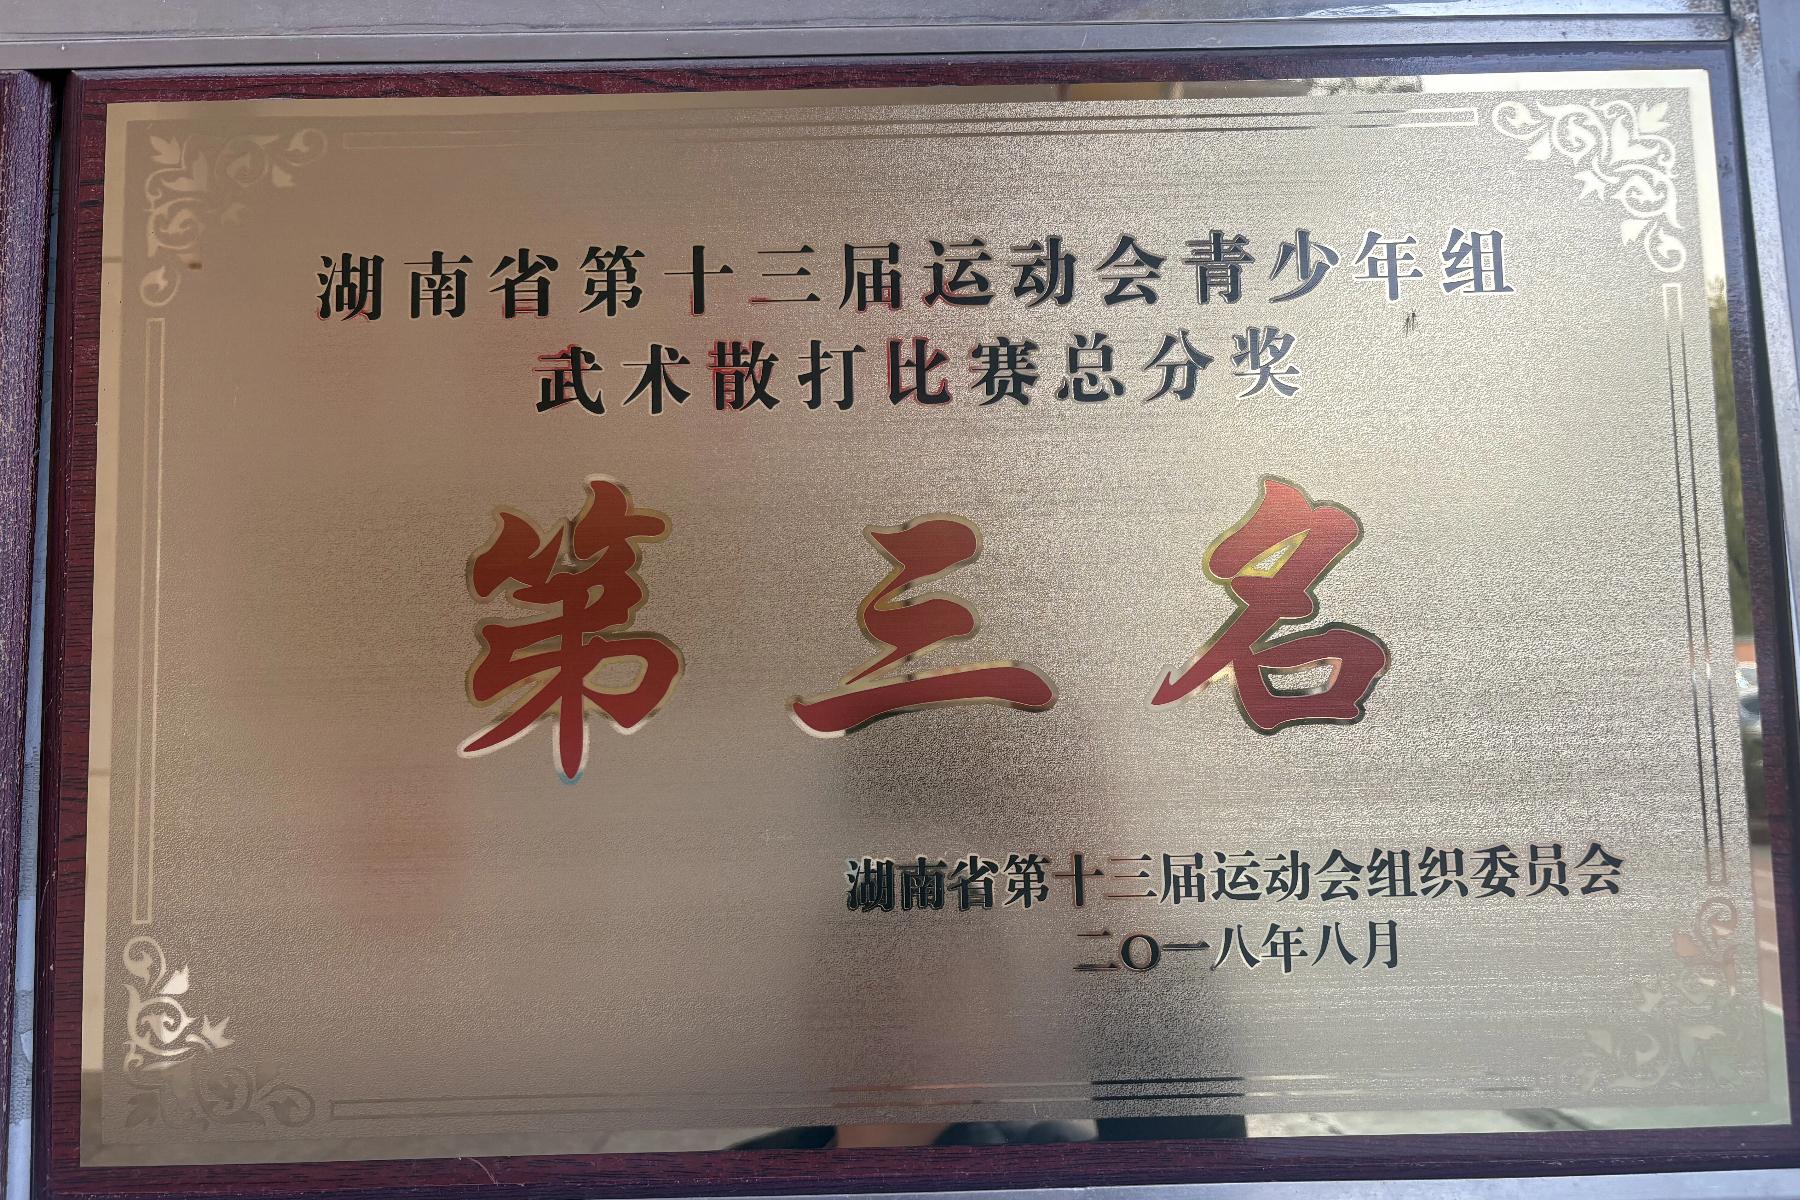 湖南省第十三届运动会青少年组
武术散打比赛总分奖
第三名
湖南省第十三届运动会组织委员会
二〇一八年八月